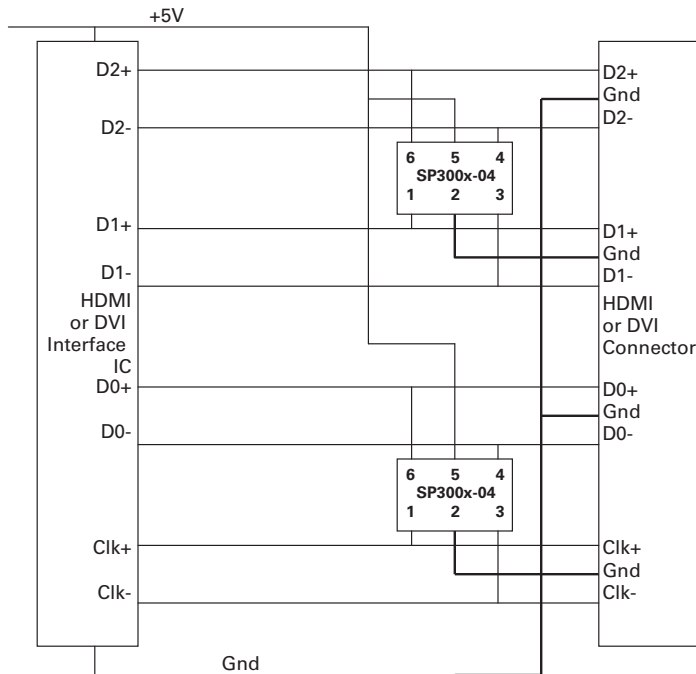 +5V
D2+
D2-
D1+
D1-
HDMI
or DVI
Interface
IC
D0+
D0-
Clk+
Clk-
6 5 4
SP300x-04
1 2 3
6 5 4
SP300x-04
1 2 3
D2+
Gnd
D2-
D1+
Gnd
D1-
HDMI
or DVI
Connector
D0+
Gnd
D0-
Clk+
Gnd
Clk-
Gnd